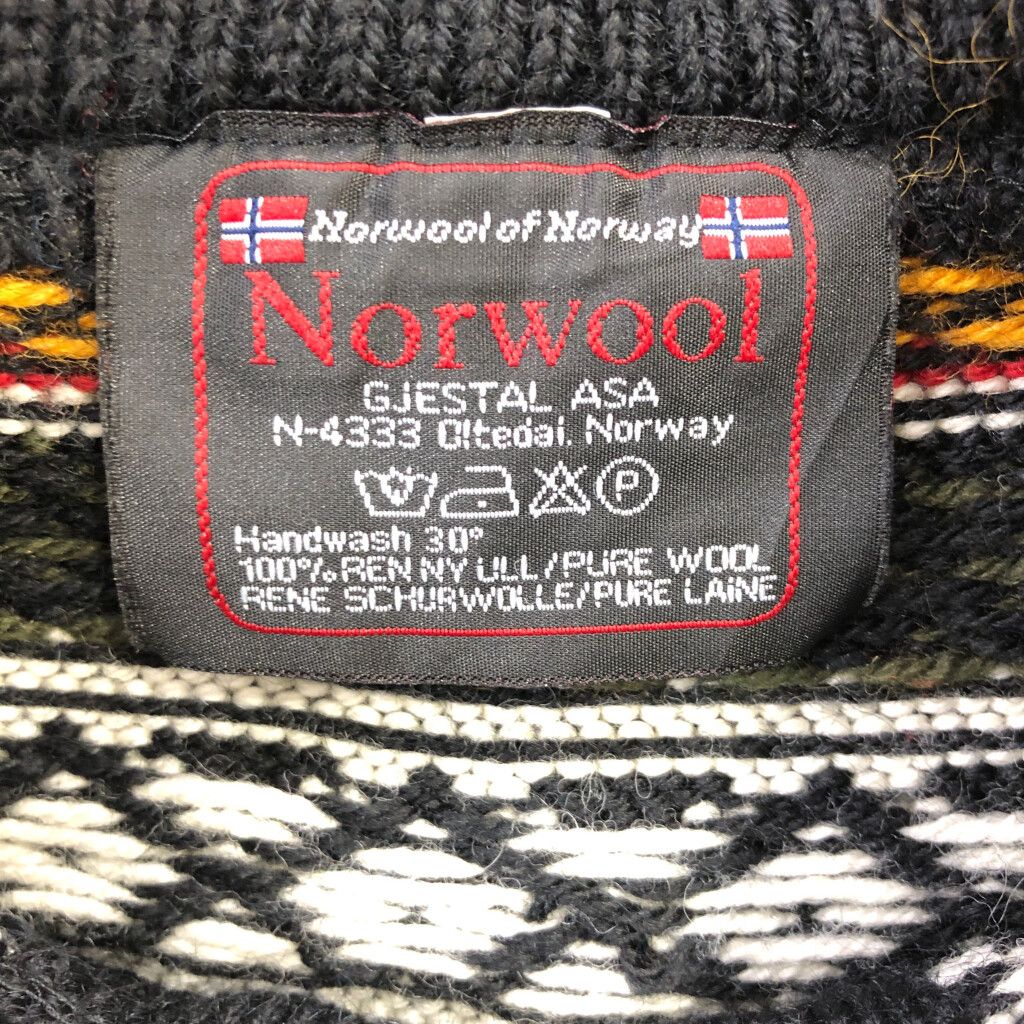 Norwool of Norway
Norwool
GJESTAL ASA
N-4333 Oltedal, Norway
P
Handwash 30°
100% REN NY ULL/PURE WOOL
RENE SCHURWOLLE/PURE LAINE